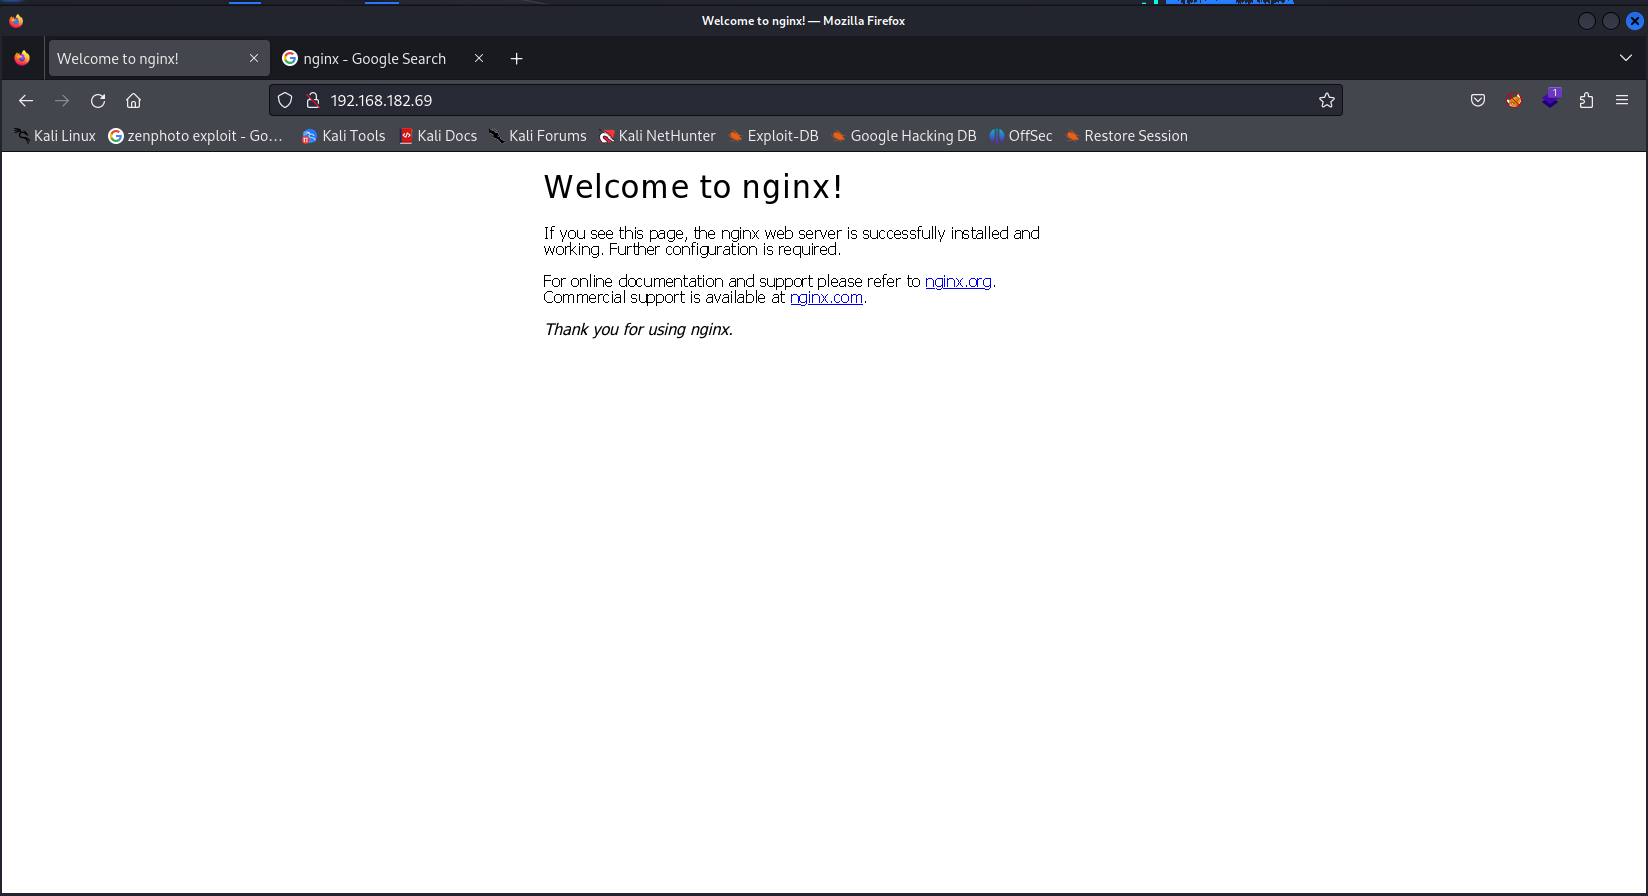 Welcome to nginx! — Mozilla Firefox
Welcome to nginx!
nginx - Google Search
192.168.182.69
1
Kali Linux
zenphoto exploit - Go…
Kali Tools
Kali Docs
Kali Forums
Kali NetHunter
Exploit-DB
Google Hacking DB
OffSec
Restore Session
Welcome to nginx!
If you see this page, the nginx web server is successfully installed and
working. Further configuration is required.
For online documentation and support please refer to nginx.org.
Commercial support is available at nginx.com.
Thank you for using nginx.